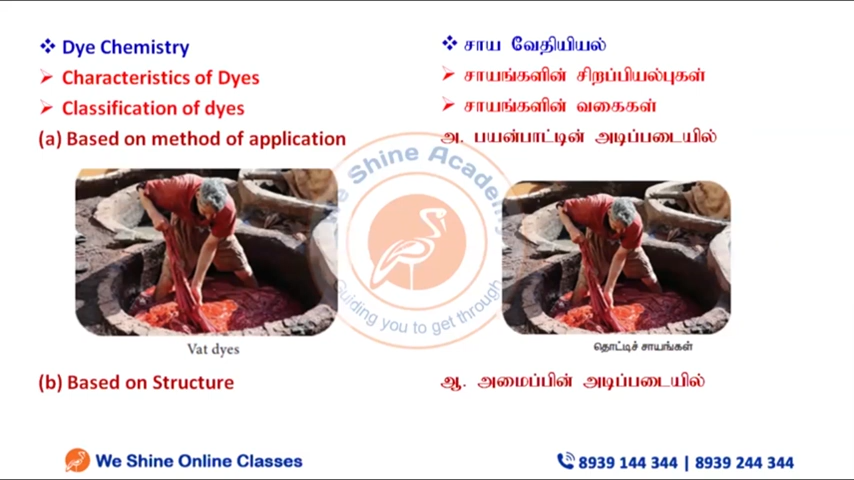 ❖ Dye Chemistry
➢ Characteristics of Dyes
➢ Classification of dyes
(a) Based on method of application
Vat dyes
(b) Based on Structure
❖ சாய வேதியியல்
➢ சாயங்களின் சிறப்பியல்புகள்
➢ சாயங்களின் வகைகள்
அ. பயன்பாட்டின் அடிப்படையில்
தொட்டிச் சாயங்கள்
ஆ. அமைப்பின் அடிப்படையில்
We Shine Academy
Guiding you to get through
We Shine Online Classes
8939 144 344 | 8939 244 344